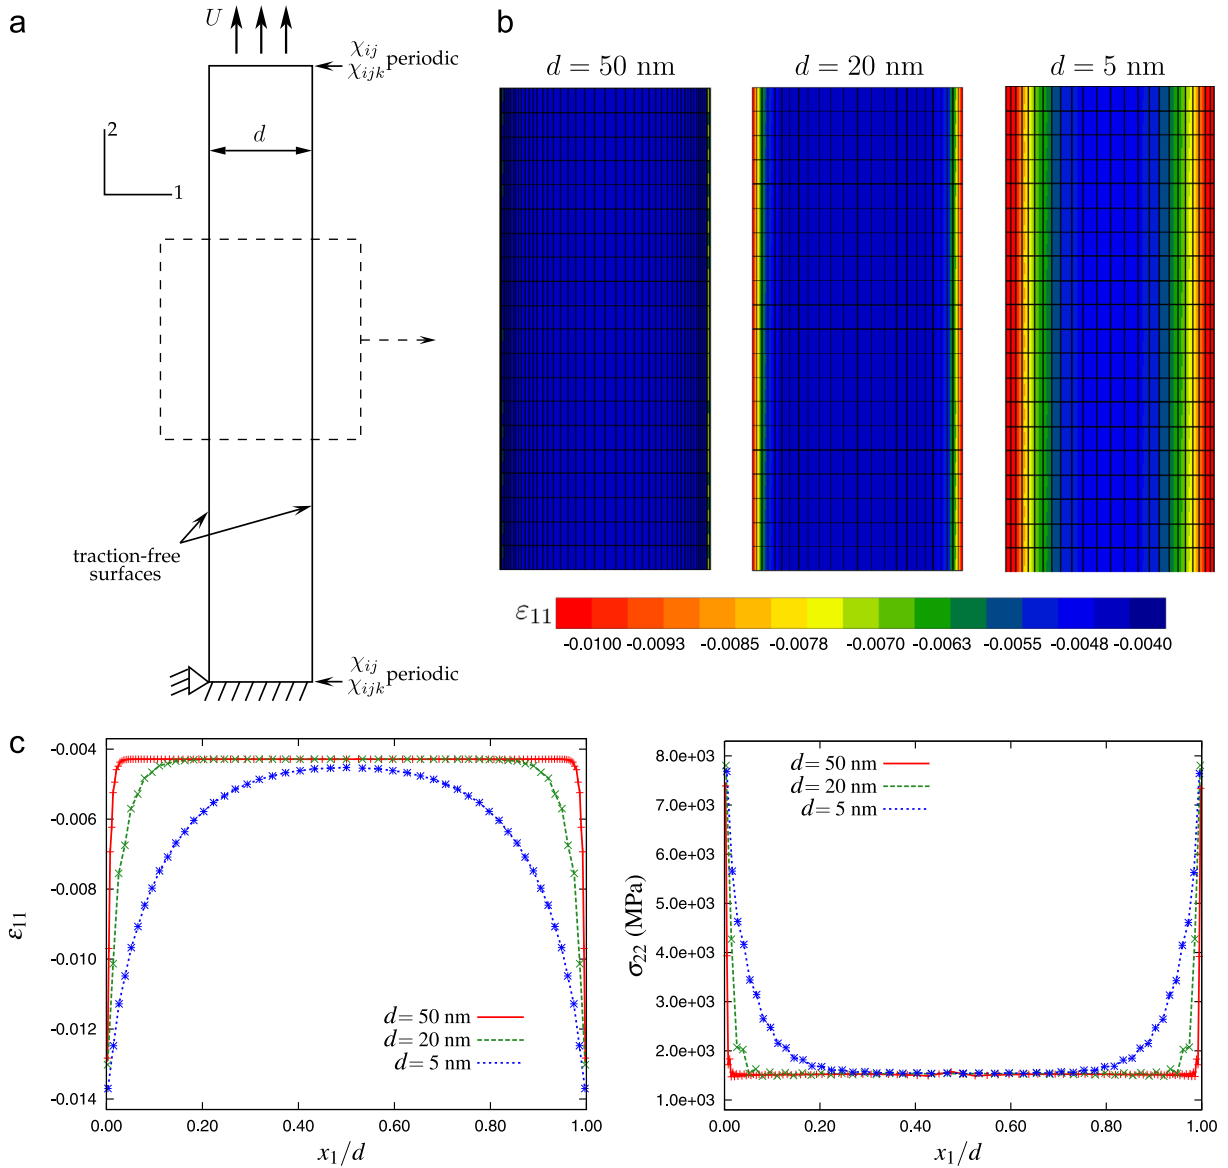 a
U
χij
χijk periodic
d
2
1
traction-free
surfaces
χij
χijk periodic
b
d = 50 nm
d = 20 nm
d = 5 nm
ε11
-0.0100 -0.0093 -0.0085 -0.0078 -0.0070 -0.0063 -0.0055 -0.0048 -0.0040
c
-0.004
-0.006
-0.008
-0.010
-0.012
-0.014
ε11
d = 50 nm
d = 20 nm
d = 5 nm
0.00 0.20 0.40 0.60 0.80 1.00
x1/d
8.0e+03
7.0e+03
6.0e+03
5.0e+03
4.0e+03
3.0e+03
2.0e+03
1.0e+03
σ22 (MPa)
d = 50 nm
d = 20 nm
d = 5 nm
0.00 0.20 0.40 0.60 0.80 1.00
x1/d